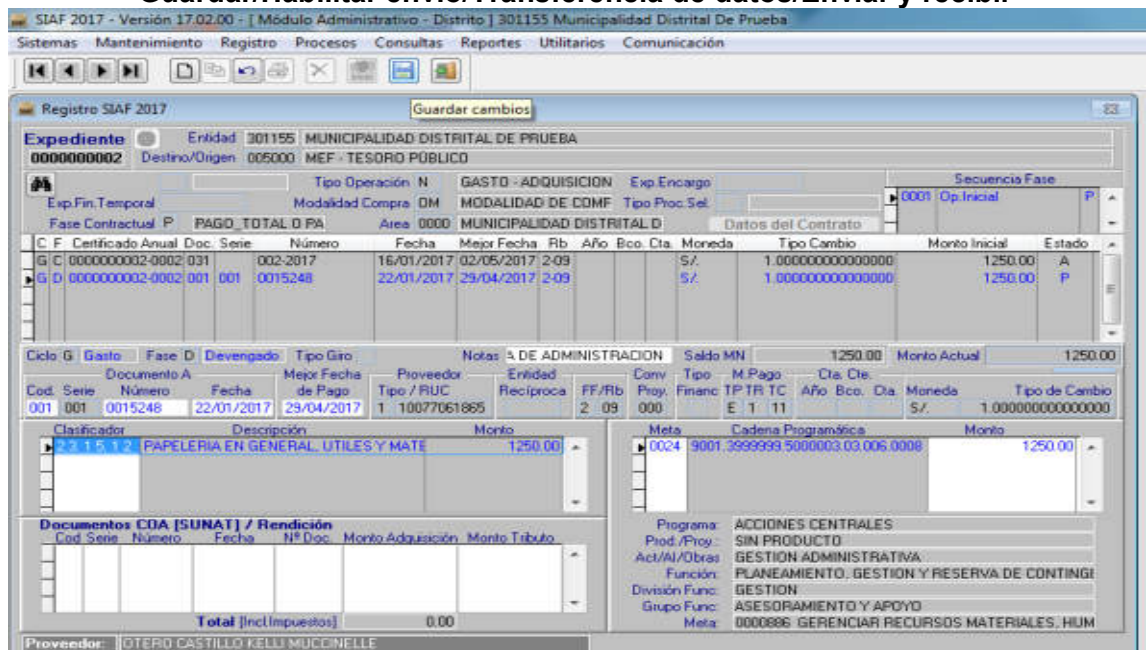 Guardar/Habilitar envío/Transferencia de datos/Enviar y recibir
SIAF 2017 - Versión 17.02.00 - [ Módulo Administrativo - Distrito ] 301155 Municipalidad Distrital De Prueba
Sistemas Mantenimiento Registro Procesos Consultas Reportes Utilitarios Comunicación
Registro SIAF 2017
Guardar cambios
Expediente Entidad 301155 MUNICIPALIDAD DISTRITAL DE PRUEBA
0000000002 Destino/Origen 005000 MEF - TESORO PÚBLICO
Tipo Operación N GASTO - ADQUISICION Exp.Encargo Secuencia Fase
Exp.Fin.Temporal Modalidad Compra OM MODALIDAD DE COMF Tipo Proc.Sel. 0001 Op.Inicial P
Fase Contractual P PAGO_TOTAL O PA Area 0000 MUNICIPALIDAD DISTRITAL D Datos del Contrato
C F Certificado Anual Doc. Serie Número Fecha Mejor Fecha Rb Año Bco. Cta. Moneda Tipo Cambio Monto Inicial Estado
G C 0000000002-0002 031 002-2017 16/01/2017 02/05/2017 2-09 S/. 1.000000000000000 1250.00 A
G D 0000000002-0002 001 001 0015248 22/01/2017 29/04/2017 2-09 S/. 1.000000000000000 1250.00 P
Ciclo G Gasto Fase D Devengado Tipo Giro Notas A DE ADMINISTRACION Saldo MN 1250.00 Monto Actual 1250.00
Documento A Mejor Fecha Proveedor Entidad Conv Tipo M.Pago Cta. Cte.
Cod. Serie Número Fecha de Pago Tipo / RUC Recíproca FF/Rb Proy. Financ TP TR TC Año Bco. Cta Moneda Tipo de Cambio
001 001 0015248 22/01/2017 29/04/2017 1 10077061865 2 09 000 E 1 11 S/. 1.000000000000000
Clasificador Descripción Monto Meta Cadena Programática Monto
2.3.1.5.1.2. PAPELERIA EN GENERAL, UTILES Y MATE 1250.00 0024 9001.3999999.5000003.03.006.0008 1250.00
Documentos COA [SUNAT] / Rendición
Cod Serie Número Fecha Nº Doc. Monto Adquisición Monto Tributo
Total [Incl.Impuestos] 0.00
Programa: ACCIONES CENTRALES
Prod./Proy.: SIN PRODUCTO
Act/AI/Obras GESTION ADMINISTRATIVA
Función: PLANEAMIENTO, GESTION Y RESERVA DE CONTINGE
División Func: GESTION
Grupo Func: ASESORAMIENTO Y APOYO
Meta: 0000886 GERENCIAR RECURSOS MATERIALES, HUM
Proveedor: OTERO CASTILLO KELLI MUCCINELLE